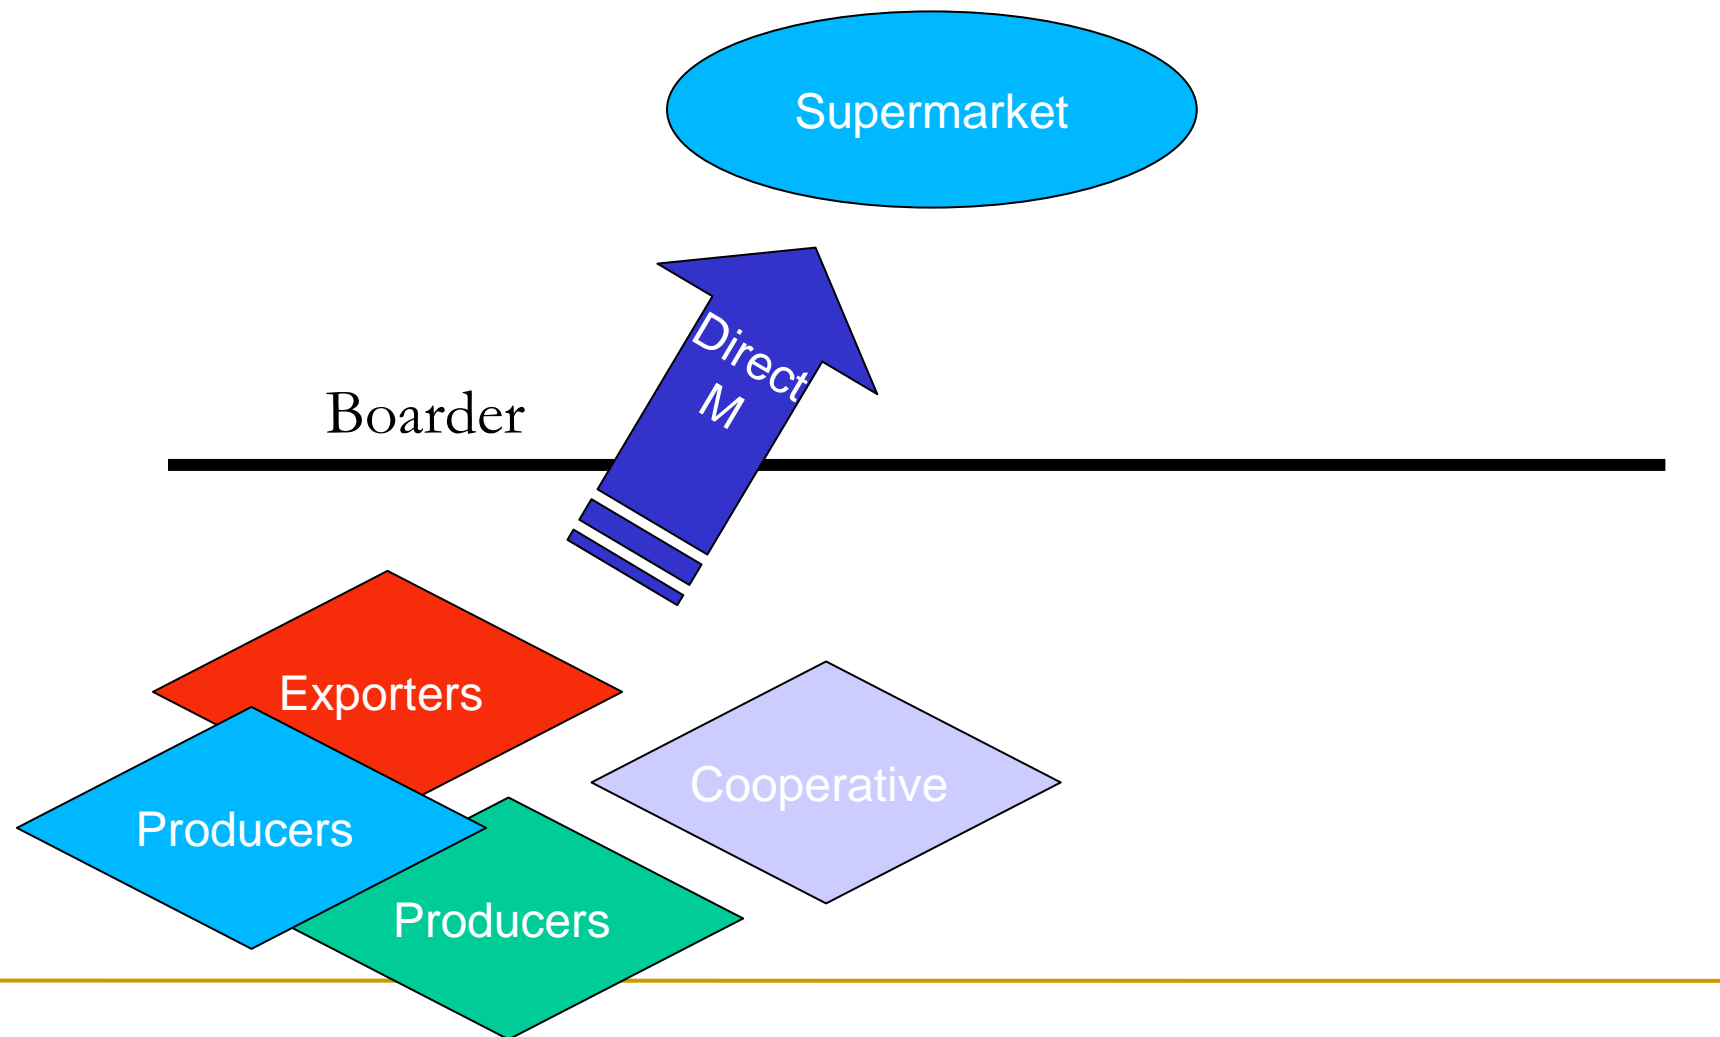 Supermarket
Direct
M
Boarder
Exporters
Cooperative
Producers
Producers